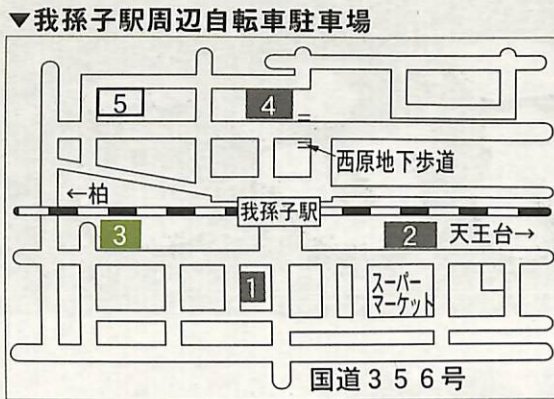 ▼我孫子駅周辺自転車駐車場
5
4
西原地下歩道
←柏
我孫子駅
3
2
天王台→
1
スーパー
マーケット
国道356号